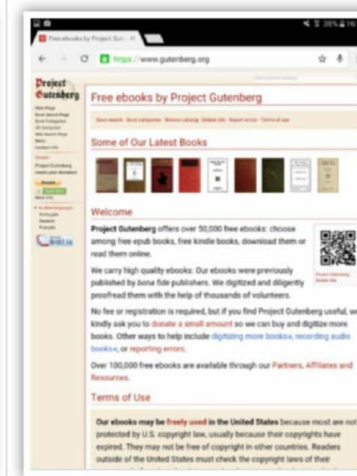 38% 16
Free ebooks by Project Gut
https://www.gutenberg.org
Project
Gutenberg
Free ebooks by Project Gutenberg
Some of Our Latest Books
Welcome
Project Gutenberg offers over 50,000 free ebooks: choose
among free epub books, free kindle books, download them or
read them online.
We carry high quality ebooks: Our ebooks were previously
published by bona fide publishers. We digitized and diligently
proofread them with the help of thousands of volunteers.
No fee or registration is required, but if you find Project Gutenberg useful, we
kindly ask you to donate a small amount so we can buy and digitize more
books. Other ways to help include digitizing more books, recording audio
books, or reporting errors.
Over 100,000 free ebooks are available through our Partners, Affiliates and
Resources.
Terms of Use
Our ebooks may be freely used in the United States because most are not
protected by U.S. copyright law, usually because their copyrights have
expired. They may not be free of copyright in other countries. Readers
outside of the United States must check the copyright laws of their